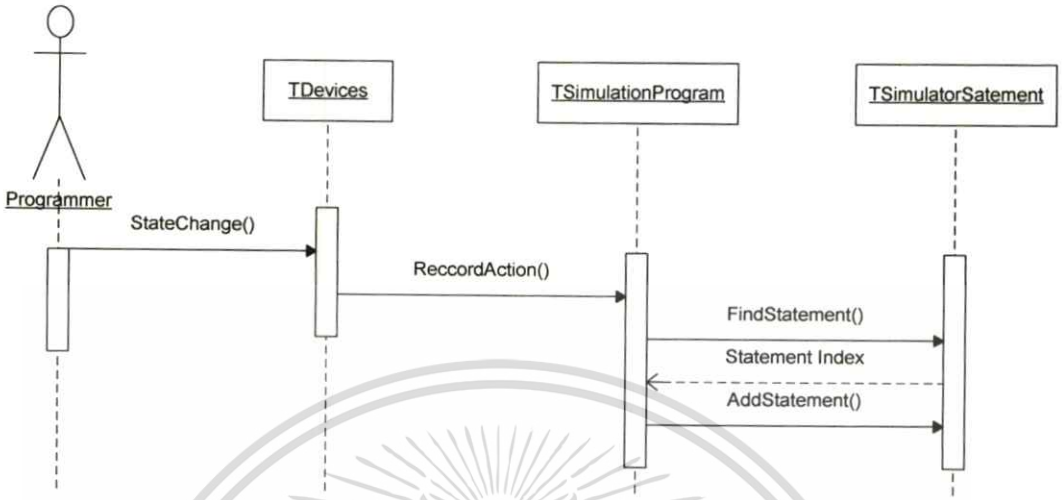 TDevices
TSimulationProgram
TSimulatorSatement
Programmer
StateChange()
ReccordAction()
FindStatement()
Statement Index
AddStatement()